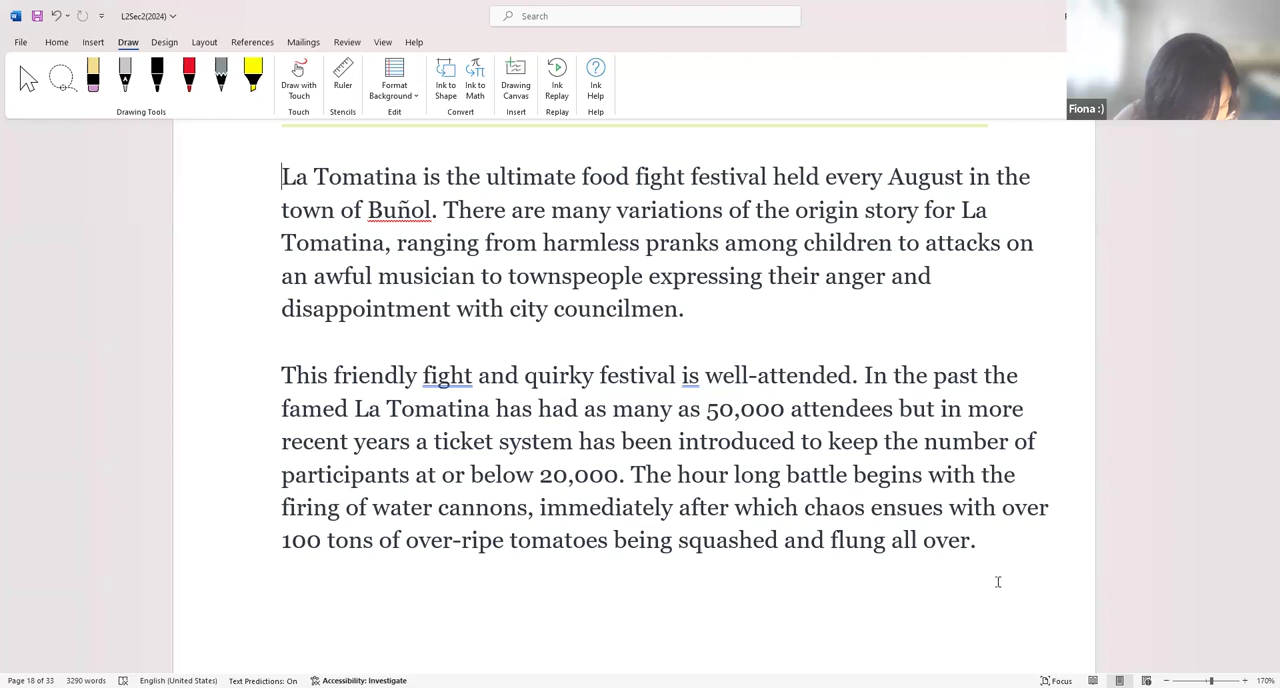 L2Sec2(2024)
Search
File Home Insert Draw Design Layout References Mailings Review View Help
Draw with Touch
Ruler
Format Background
Ink to Shape
Ink to Math
Drawing Canvas
Ink Replay
Ink Help
Drawing Tools Touch Stencils Edit Convert Insert Replay Help
Fiona :)
La Tomatina is the ultimate food fight festival held every August in the
town of Buñol. There are many variations of the origin story for La
Tomatina, ranging from harmless pranks among children to attacks on
an awful musician to townspeople expressing their anger and
disappointment with city councilmen.
This friendly fight and quirky festival is well-attended. In the past the
famed La Tomatina has had as many as 50,000 attendees but in more
recent years a ticket system has been introduced to keep the number of
participants at or below 20,000. The hour long battle begins with the
firing of water cannons, immediately after which chaos ensues with over
100 tons of over-ripe tomatoes being squashed and flung all over.
Page 18 of 33 3290 words English (United States) Text Predictions: On Accessibility: Investigate Focus 170%